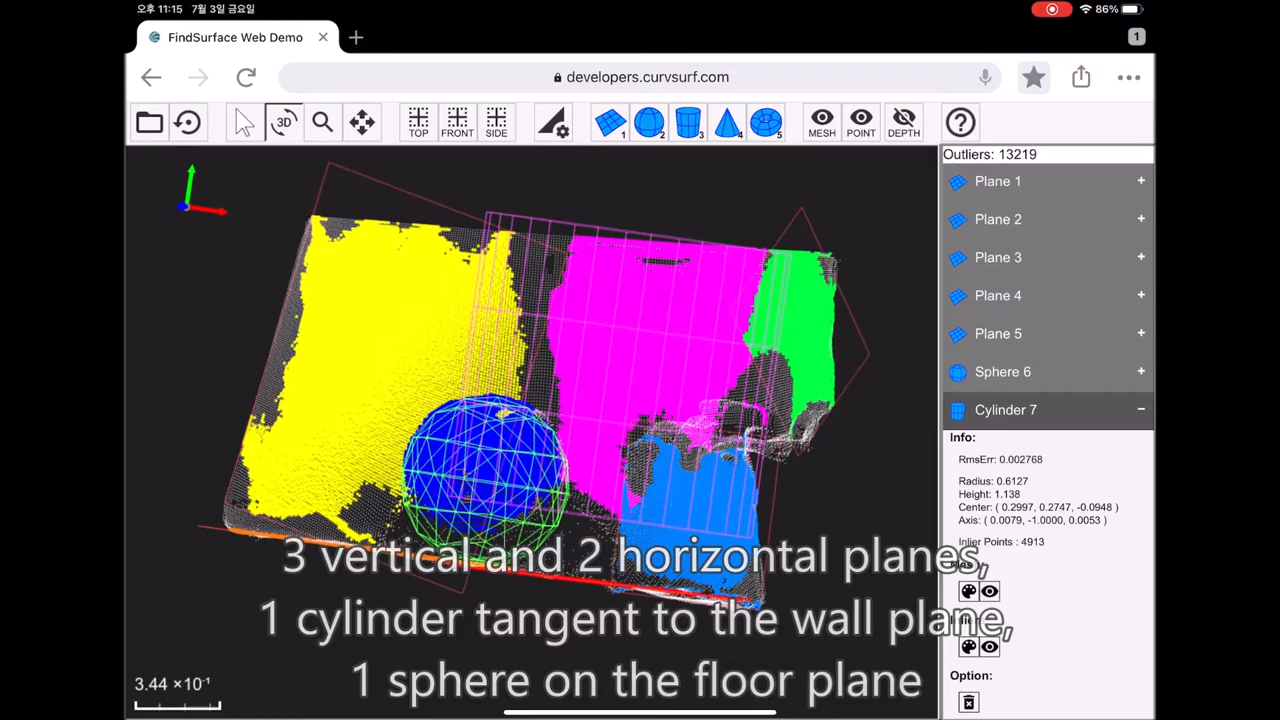 오후 11:15 7월 3일 금요일
86%
FindSurface Web Demo
1
developers.curvsurf.com
3D
TOP
FRONT
SIDE
1
2
3
4
5
MESH
POINT
DEPTH
Outliers: 13219
Plane 1
Plane 2
Plane 3
Plane 4
Plane 5
Sphere 6
Cylinder 7
Info:
RmsErr: 0.002768
Radius: 0.6127
Height: 1.138
Center: ( 0.2997, 0.2747, -0.0948 )
Axis: ( 0.0079, -1.0000, 0.0053 )
Inlier Points : 4913
3 vertical and 2 horizontal planes,
1 cylinder tangent to the wall plane,
1 sphere on the floor plane
Option:
3.44 ×10⁻¹